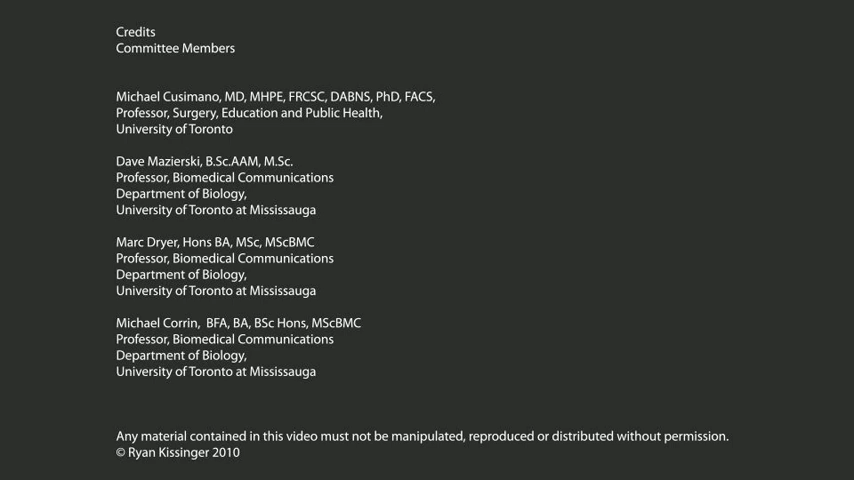 Credits
Committee Members
Michael Cusimano, MD, MHPE, FRCSC, DABNS, PhD, FACS,
Professor, Surgery, Education and Public Health,
University of Toronto
Dave Mazierski, B.Sc.AAM, M.Sc.
Professor, Biomedical Communications
Department of Biology,
University of Toronto at Mississauga
Marc Dryer, Hons BA, MSc, MScBMC
Professor, Biomedical Communications
Department of Biology,
University of Toronto at Mississauga
Michael Corrin, BFA, BA, BSc Hons, MScBMC
Professor, Biomedical Communications
Department of Biology,
University of Toronto at Mississauga
Any material contained in this video must not be manipulated, reproduced or distributed without permission.
© Ryan Kissinger 2010